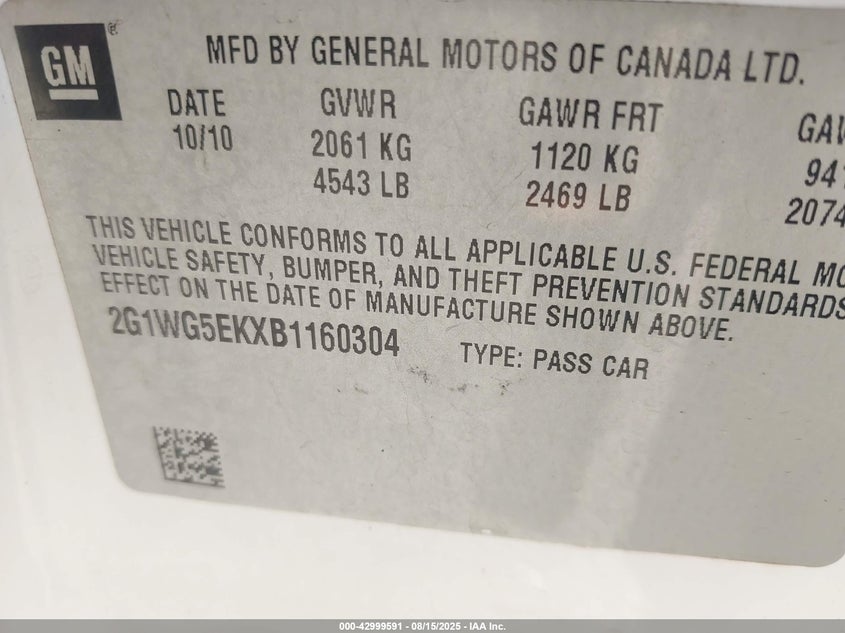 GM
MFD BY GENERAL MOTORS OF CANADA LTD.
DATE GVWR GAWR FRT
10/10 2061 KG 1120 KG
4543 LB 2469 LB 2074
THIS VEHICLE CONFORMS TO ALL APPLICABLE U.S. FEDERAL
VEHICLE SAFETY, BUMPER, AND THEFT PREVENTION STANDARDS
EFFECT ON THE DATE OF MANUFACTURE SHOWN ABOVE.
2G1WG5EKXB1160304 TYPE: PASS CAR
000-42999591 - 08/15/2025 - IAA Inc.